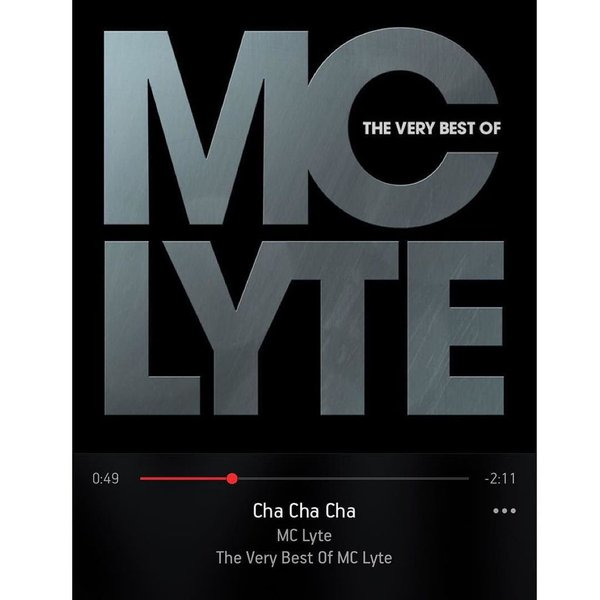 MC
THE VERY BEST OF
LYTE
0:49
-2:11
Cha Cha Cha
MC Lyte
The Very Best Of MC Lyte